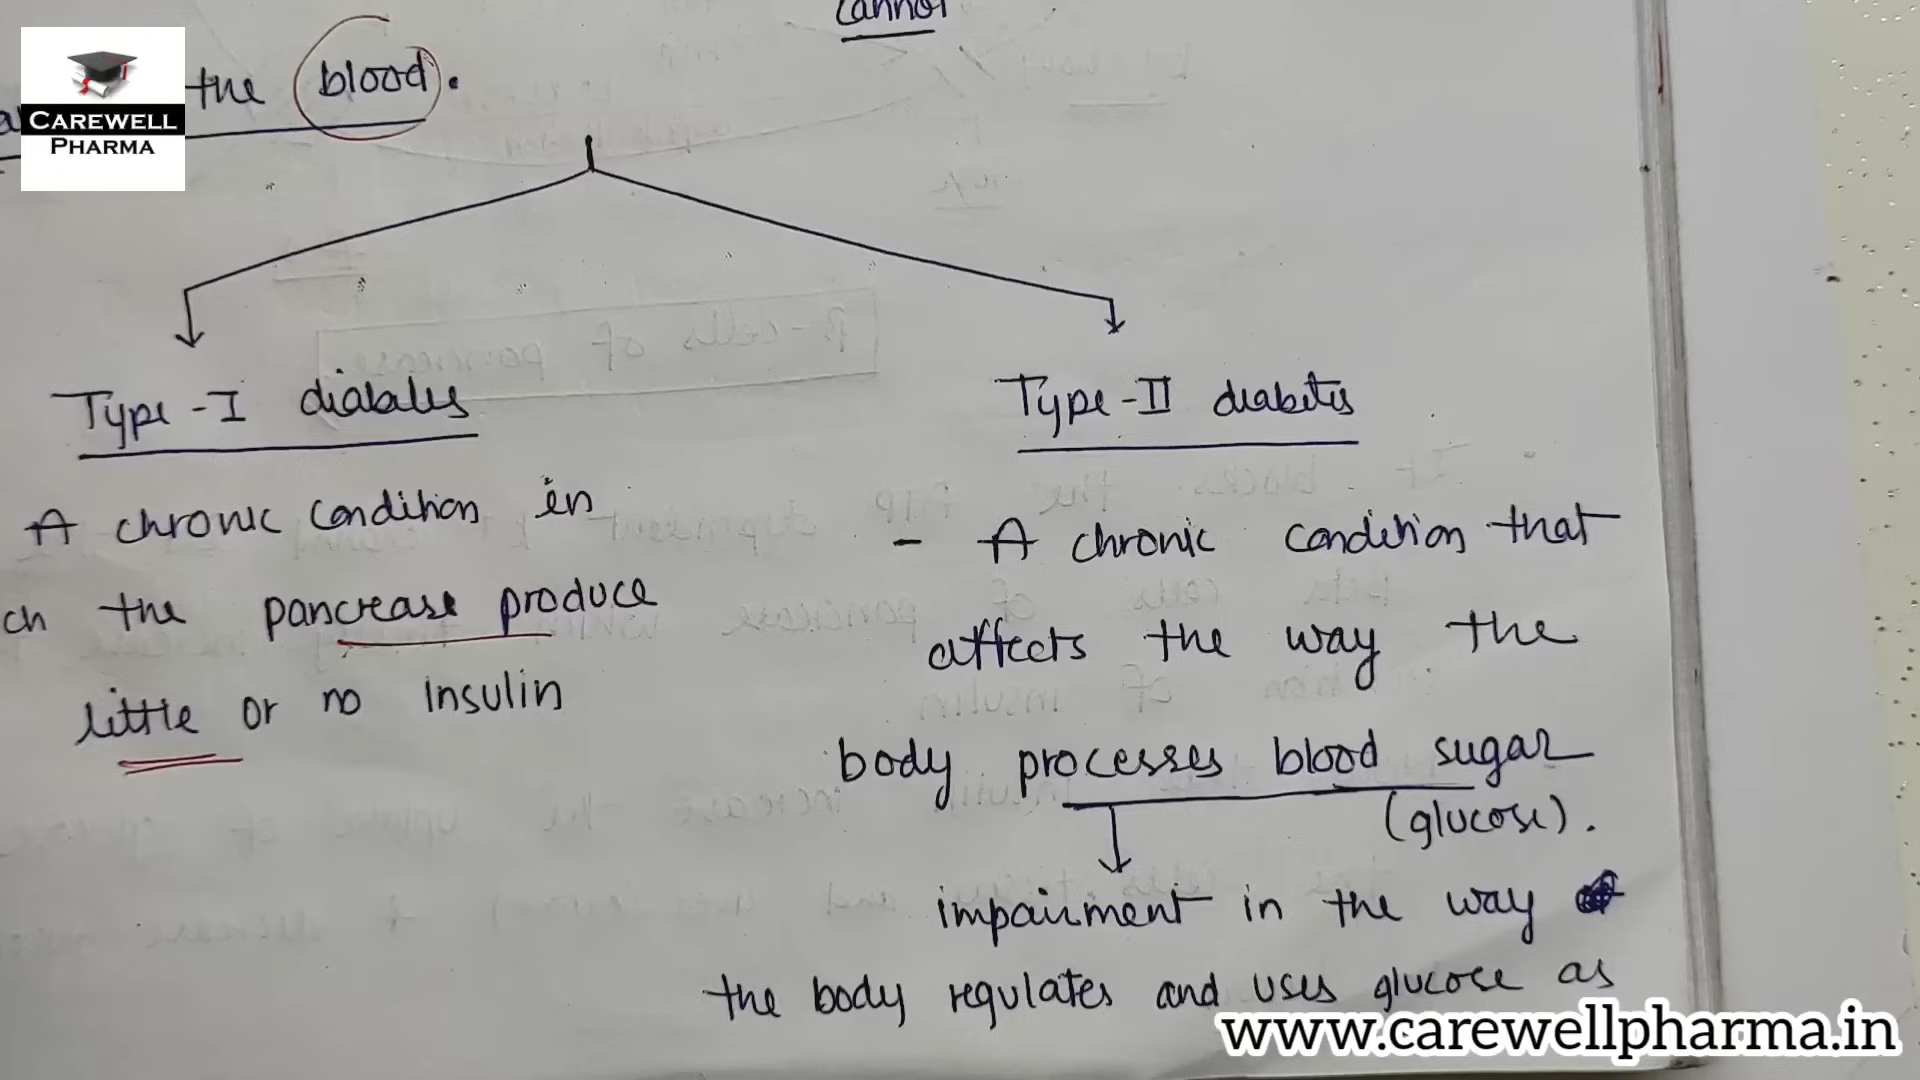 cannot
the blood.
CAREWELL
PHARMA
Type-I diabetes
A chronic condition in
ch the pancrease produce
little or no insulin
Type-II diabetes
- A chronic condition that
affects the way the
body processes blood sugar
(glucose).
impairment in the way
the body regulates and uses glucose as
www.carewellpharma.in